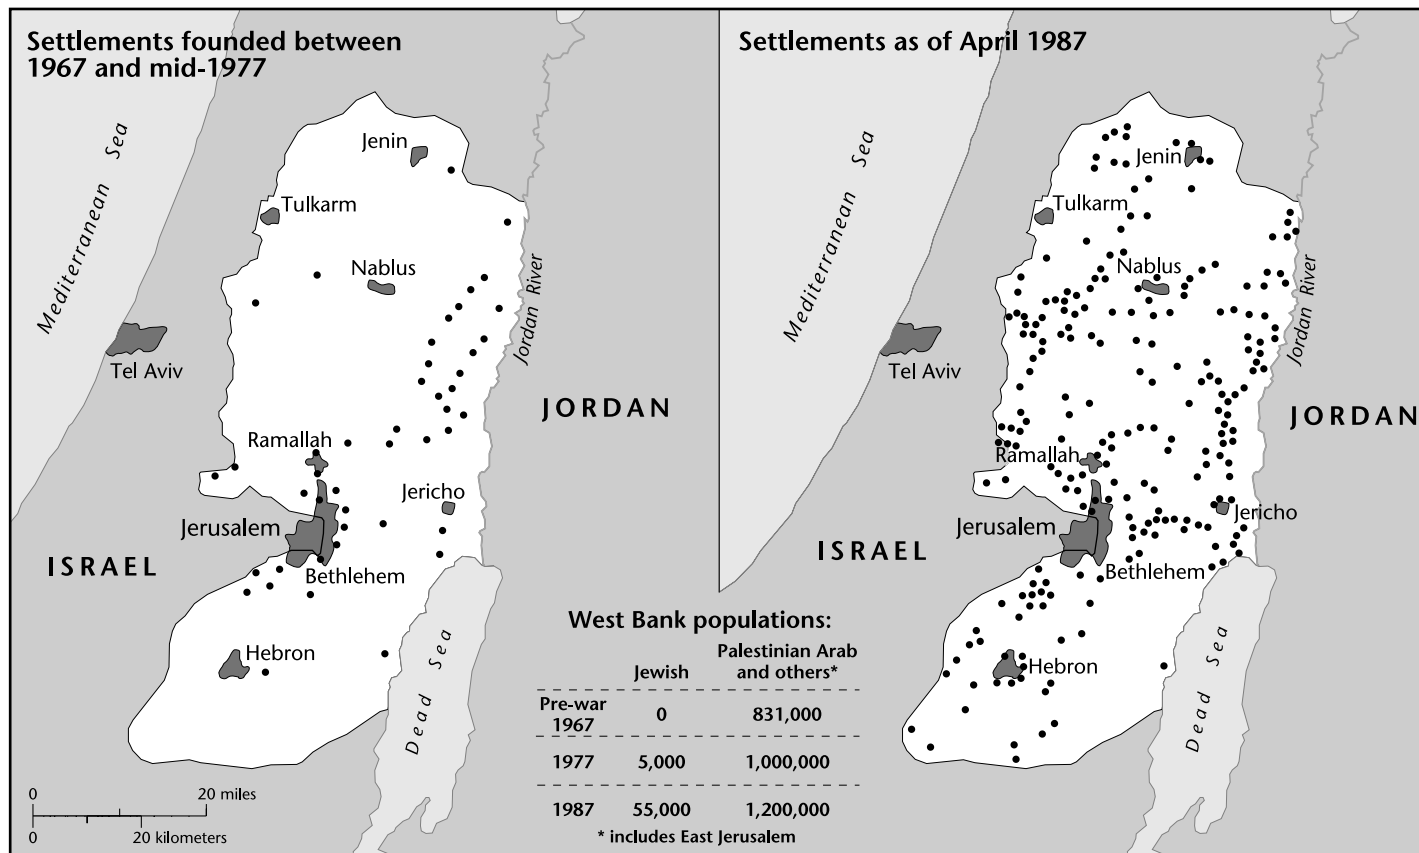 Settlements founded between
1967 and mid-1977
Mediterranean Sea
Jenin
Tulkarm
Nablus
Jordan River
Tel Aviv
JORDAN
Ramallah
Jericho
Jerusalem
ISRAEL
Bethlehem
Hebron
Dead Sea
0 20 miles
0 20 kilometers
Settlements as of April 1987
Mediterranean Sea
Jenin
Tulkarm
Nablus
Jordan River
Tel Aviv
JORDAN
Ramallah
Jericho
Jerusalem
ISRAEL
Bethlehem
Hebron
Dead Sea
West Bank populations:
Jewish
Palestinian Arab
and others*
Pre-war
1967 0 831,000
1977 5,000 1,000,000
1987 55,000 1,200,000
* includes East Jerusalem